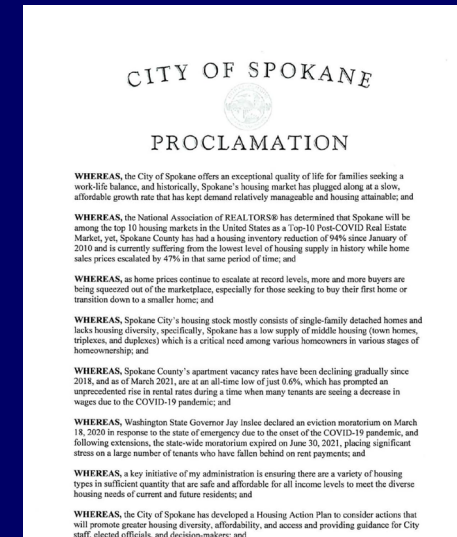 CITY OF SPOKANE
PROCLAMATION
WHEREAS, the City of Spokane offers an exceptional quality of life for families seeking a
work-life balance, and historically, Spokane's housing market has plugged along at a slow,
affordable growth rate that has kept demand relatively manageable and housing attainable; and
WHEREAS, the National Association of REALTORS® has determined that Spokane will be
among the top 10 housing markets in the United States as a Top-10 Post-COVID Real Estate
Market, yet, Spokane County has had a housing inventory reduction of 94% since January of
2010 and is currently suffering from the lowest level of housing supply in history while home
sales prices escalated by 47% in that same period of time; and
WHEREAS, as home prices continue to escalate at record levels, more and more buyers are
being squeezed out of the marketplace, especially for those seeking to buy their first home or
transition down to a smaller home; and
WHEREAS, Spokane City's housing stock mostly consists of single-family detached homes and
lacks housing diversity, specifically, Spokane has a low supply of middle housing (town homes,
triplexes, and duplexes) which is a critical need among various homeowners in various stages of
homeownership; and
WHEREAS, Spokane County's apartment vacancy rates have been declining gradually since
2018, and as of March 2021, are at an all-time low of just 0.6%, which has prompted an
unprecedented rise in rental rates during a time when many tenants are seeing a decrease in
wages due to the COVID-19 pandemic; and
WHEREAS, Washington State Governor Jay Inslee declared an eviction moratorium on March
18, 2020 in response to the state of emergency due to the onset of the COVID-19 pandemic, and
following extensions, the state-wide moratorium expired on June 30, 2021, placing significant
stress on a large number of tenants who have fallen behind on rent payments; and
WHEREAS, a key initiative of my administration is ensuring there are a variety of housing
types in sufficient quantity that are safe and affordable for all income levels to meet the diverse
housing needs of current and future residents; and
WHEREAS, the City of Spokane has developed a Housing Action Plan to consider actions that
will promote greater housing diversity, affordability, and access and providing guidance for City
staff, elected officials, and decision-makers; and